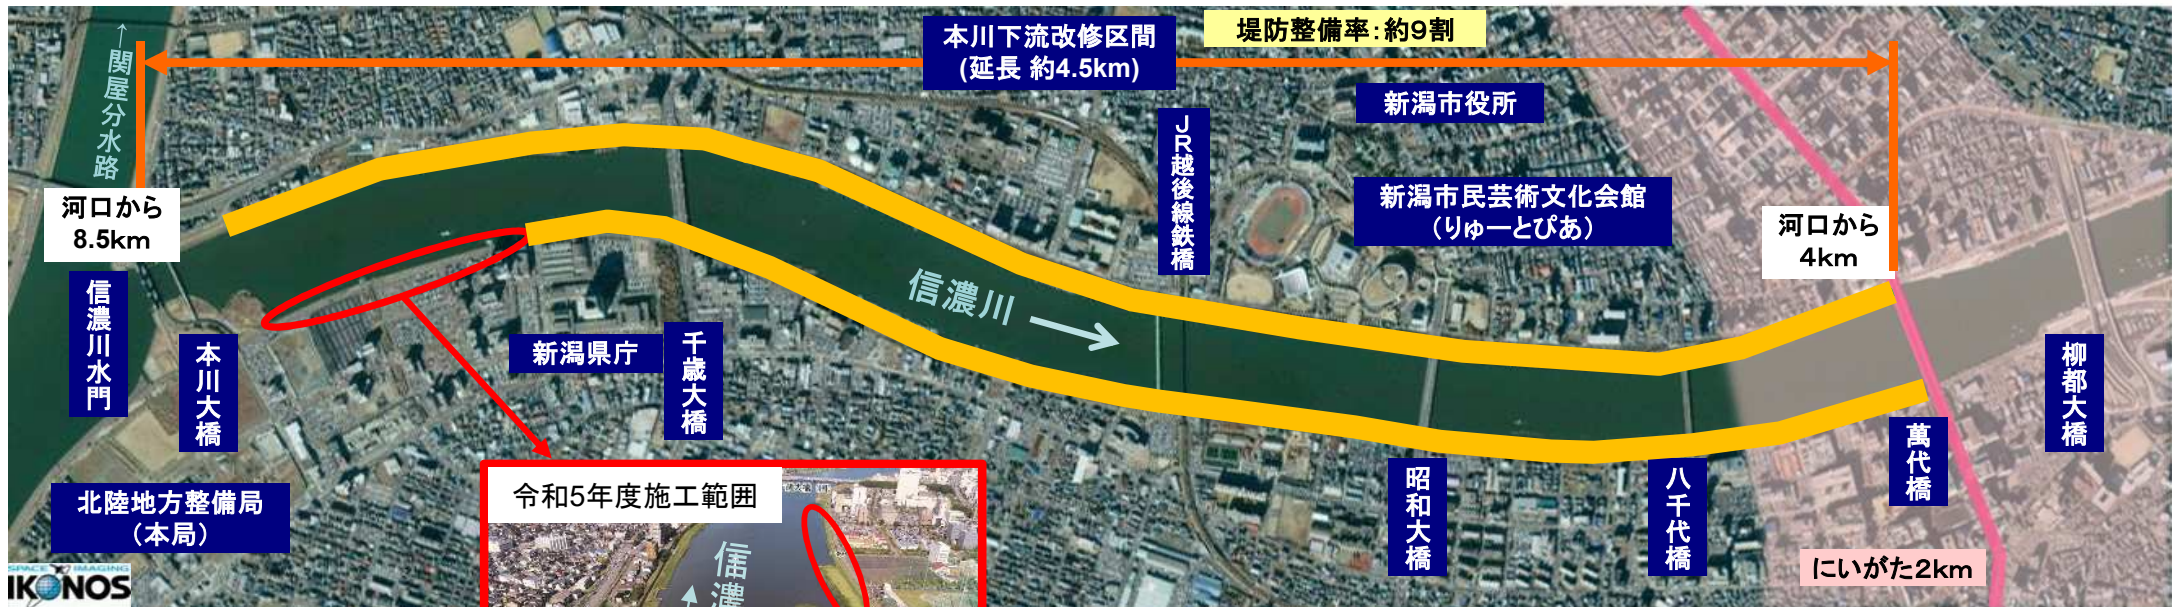 ↑関屋分水路
本川下流改修区間
(延長 約4.5km)
堤防整備率：約9割
新潟市役所
JR越後線鉄橋
新潟市民芸術文化会館
（りゅーとぴあ）
河口から
8.5km
河口から
4km
信濃川水門
本川大橋
信濃川→
新潟県庁
千歳大橋
柳都大橋
萬代橋
昭和大橋
八千代橋
北陸地方整備局
（本局）
令和5年度施工範囲
↑信濃
にいがた2km
SPACE IMAGING
IKONOS